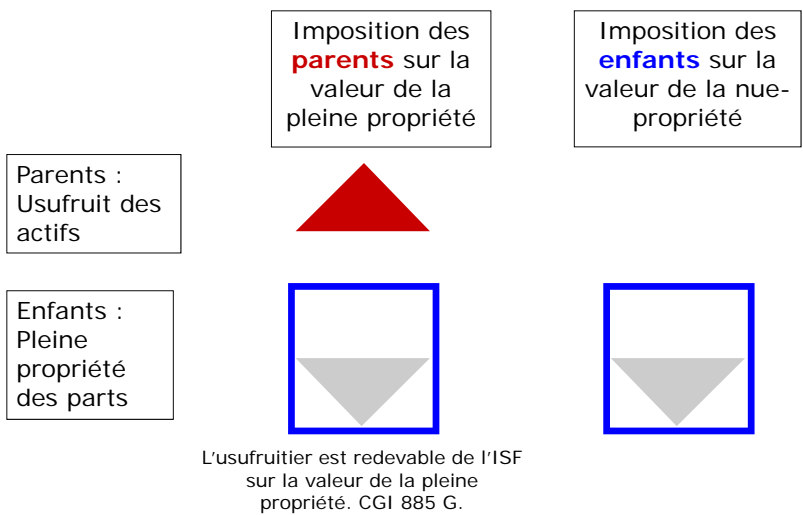 Imposition des
parents sur la
valeur de la
pleine propriété
Imposition des
enfants sur la
valeur de la nue-
propriété
Parents :
Usufruit des
actifs
Enfants :
Pleine
propriété
des parts
L'usufruitier est redevable de l'ISF
sur la valeur de la pleine
propriété. CGI 885 G.